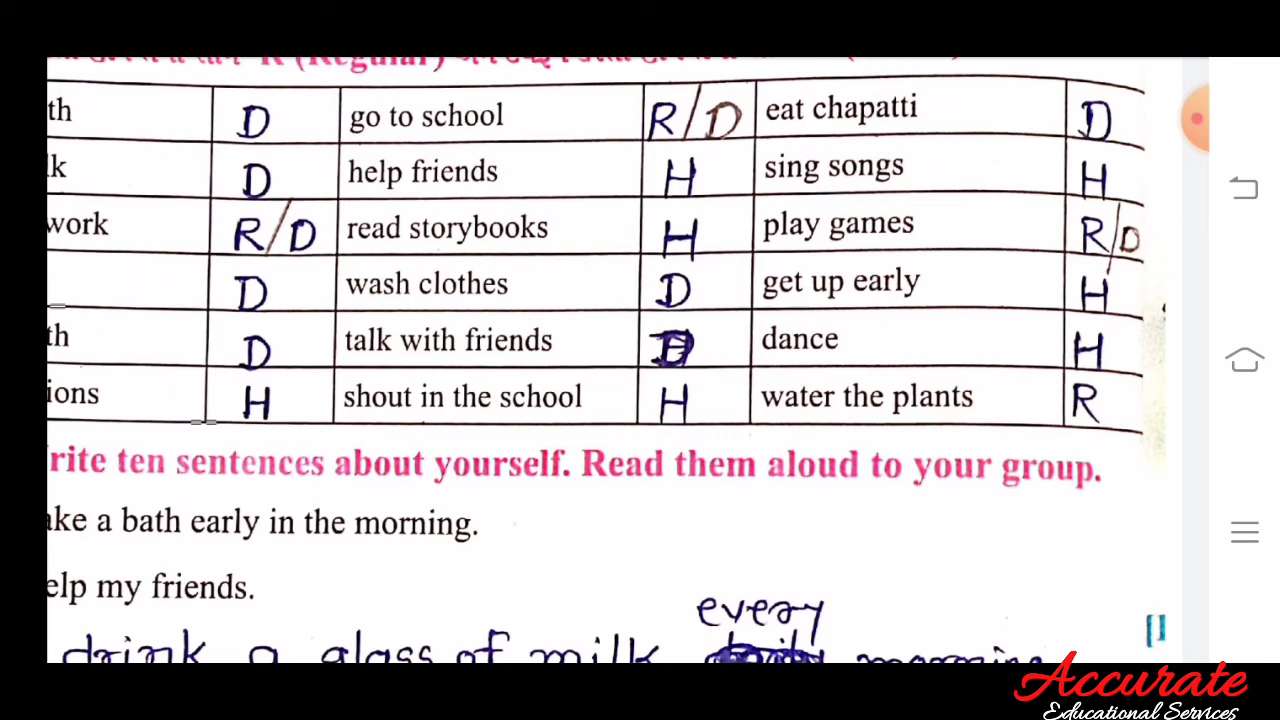 R (Regular)
th D go to school R/D eat chapatti D
lk D help friends H sing songs H
work R/D read storybooks H play games R/D
D wash clothes D get up early H
th D talk with friends dance H
ions H shout in the school H water the plants R
rite ten sentences about yourself. Read them aloud to your group.
ake a bath early in the morning.
elp my friends.
every
drink a glass of milk morning
Accurate
Educational Services